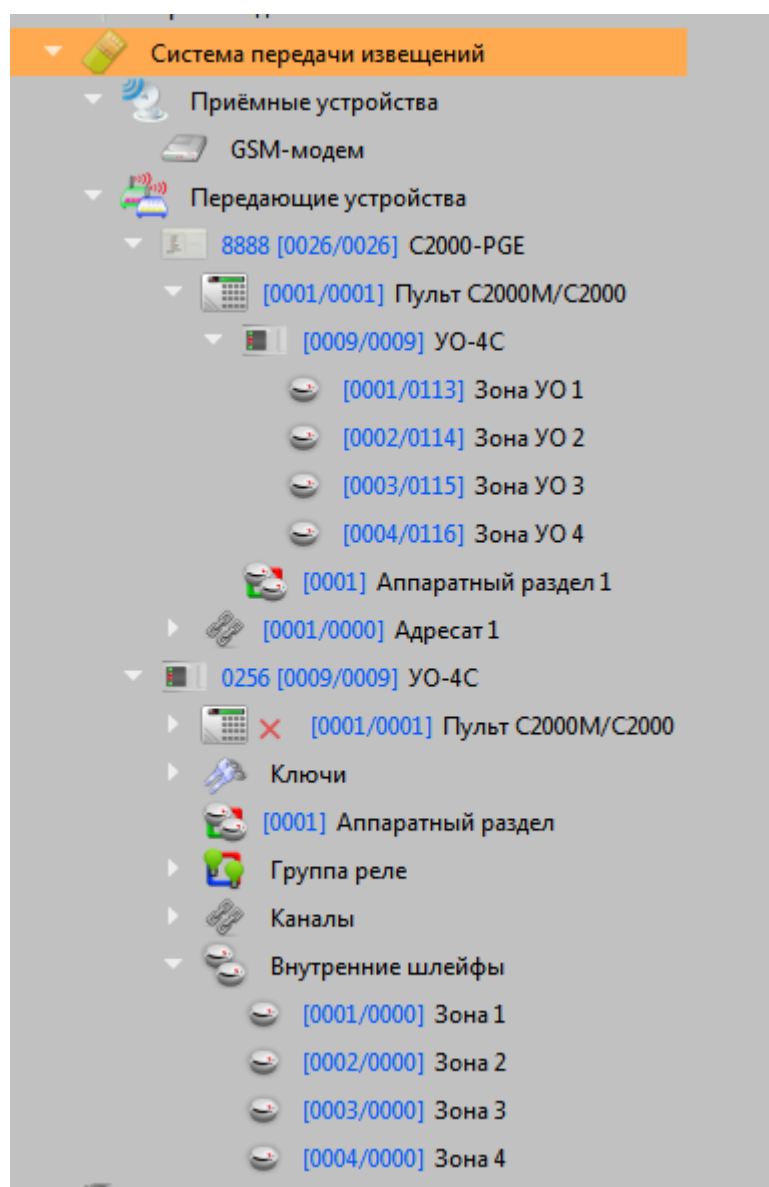 Система передачи извещений
Приёмные устройства
GSM-модем
Передающие устройства
8888 [0026/0026] С2000-PGE
[0001/0001] Пульт С2000М/С2000
[0009/0009] УО-4С
[0001/0113] Зона УО 1
[0002/0114] Зона УО 2
[0003/0115] Зона УО 3
[0004/0116] Зона УО 4
[0001] Аппаратный раздел 1
[0001/0000] Адресат 1
0256 [0009/0009] УО-4С
[0001/0001] Пульт С2000М/С2000
Ключи
[0001] Аппаратный раздел
Группа реле
Каналы
Внутренние шлейфы
[0001/0000] Зона 1
[0002/0000] Зона 2
[0003/0000] Зона 3
[0004/0000] Зона 4